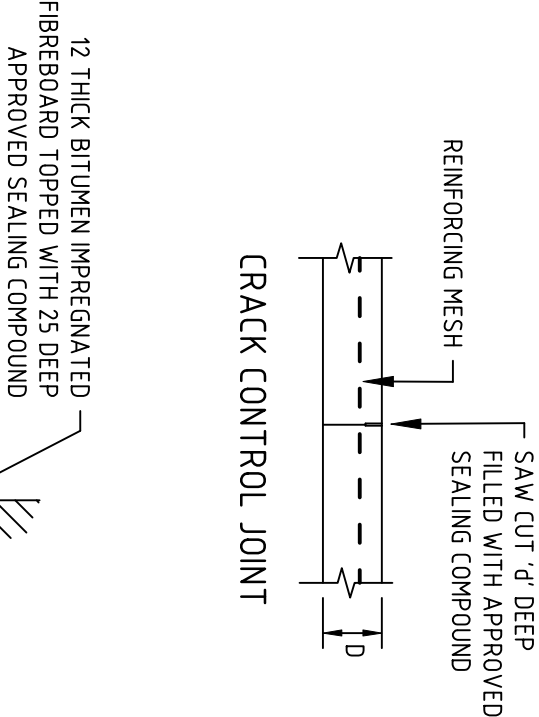 SAW CUT 'd' DEEP
FILLED WITH APPROVED
SEALING COMPOUND
REINFORCING MESH
D
CRACK CONTROL JOINT
12 THICK BITUMEN IMPREGNATED
FIBREBOARD TOPPED WITH 25 DEEP
APPROVED SEALING COMPOUND